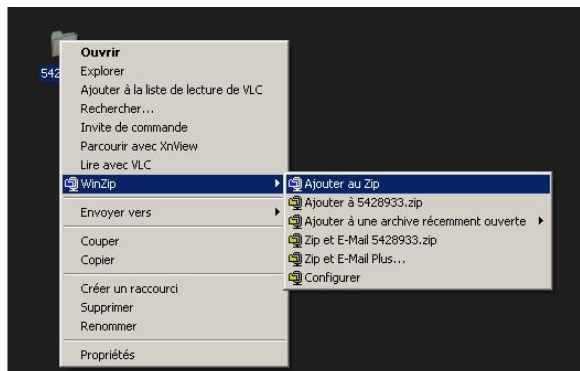 542
Ouvrir
Explorer
Ajouter à la liste de lecture de VLC
Rechercher...
Invite de commande
Parcourir avec XnView
Lire avec VLC
WinZip
Envoyer vers
Couper
Copier
Créer un raccourci
Supprimer
Renommer
Propriétés
Ajouter au Zip
Ajouter à 5428933.zip
Ajouter à une archive récemment ouverte
Zip et E-Mail 5428933.zip
Zip et E-Mail Plus...
Configurer